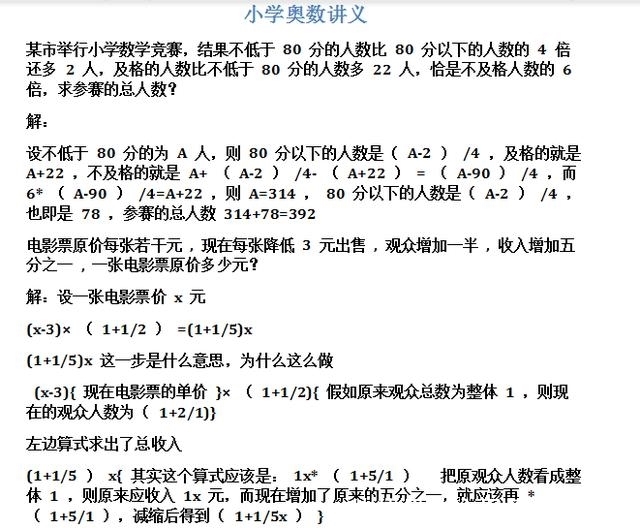 小学奥数讲义
某市举行小学数学竞赛，结果不低于 80 分的人数比 80 分以下的人数的 4 倍
还多 2 人，及格的人数比不低于 80 分的人数多 22 人，恰是不及格人数的 6
倍，求参赛的总人数？
解：
设不低于 80 分的为 A 人，则 80 分以下的人数是（ A-2 ） /4 ，及格的就是
A+22 ，不及格的就是 A+ （ A-2 ） /4- （ A+22 ） = （ A-90 ） /4 ，而
6* （ A-90 ） /4=A+22 ，则 A=314 ， 80 分以下的人数是（ A-2 ） /4 ，
也即是 78 ，参赛的总人数 314+78=392
电影票原价每张若干元，现在每张降低 3 元出售，观众增加一半，收入增加五
分之一，一张电影票原价多少元？
解：设一张电影票价 x 元
(x-3)× （ 1+1/2 ） =(1+1/5)x
(1+1/5)x 这一步是什么意思，为什么这么做
(x-3){ 现在电影票的单价 }× （ 1+1/2){ 假如原来观众总数为整体 1 ，则现
在的观众人数为（ 1+2/1)}
左边算式求出了总收入
(1+1/5 ） x{ 其实这个算式应该是： 1x* （ 1+5/1 ） 把原观众人数看成整
体 1 ，则原来应收入 1x 元，而现在增加了原来的五分之一，就应该再 *
（ 1+5/1 ），减缩后得到（ 1+1/5x ） }